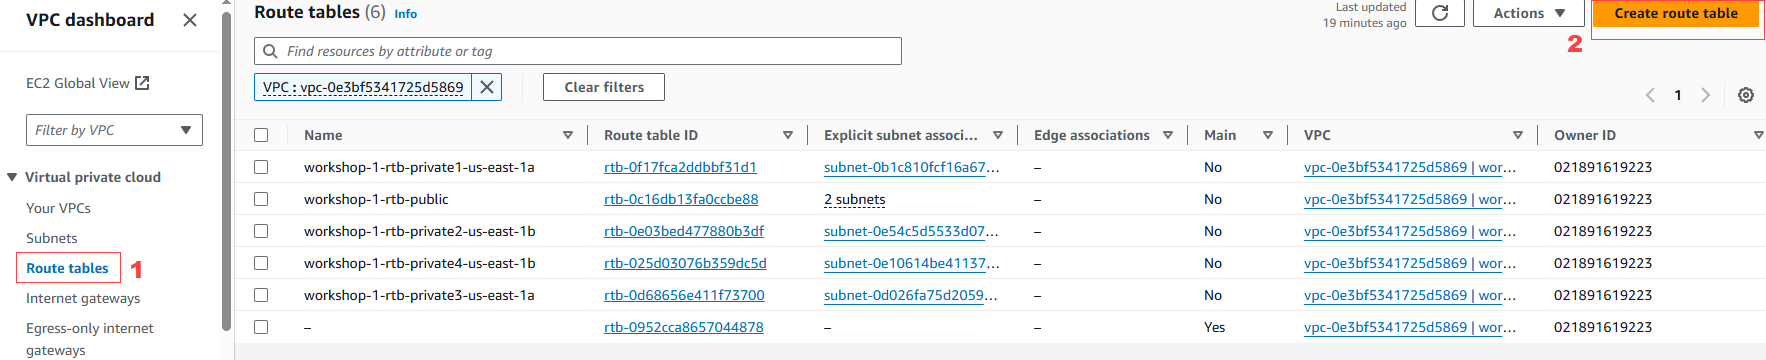 VPC dashboard
EC2 Global View
Filter by VPC
Virtual private cloud
Your VPCs
Subnets
Route tables 1
Internet gateways
Egress-only internet
gateways
Route tables (6) Info
Last updated
19 minutes ago
Actions
Create route table
2
Find resources by attribute or tag
VPC : vpc-0e3bf5341725d5869
Clear filters
1
Name Route table ID Explicit subnet associ... Edge associations Main VPC Owner ID
workshop-1-rtb-private1-us-east-1a rtb-0f17fca2ddbbf31d1 subnet-0b1c810fcf16a67... – No vpc-0e3bf5341725d5869 | wor... 021891619223
workshop-1-rtb-public rtb-0c16db13fa0ccbe88 2 subnets – No vpc-0e3bf5341725d5869 | wor... 021891619223
workshop-1-rtb-private2-us-east-1b rtb-0e03bed477880b3df subnet-0e54c5d5533d07... – No vpc-0e3bf5341725d5869 | wor... 021891619223
workshop-1-rtb-private4-us-east-1b rtb-025d03076b359dc5d subnet-0e10614be41137... – No vpc-0e3bf5341725d5869 | wor... 021891619223
workshop-1-rtb-private3-us-east-1a rtb-0d68656e411f73700 subnet-0d026fa75d2059... – No vpc-0e3bf5341725d5869 | wor... 021891619223
– rtb-0952cca8657044878 – – Yes vpc-0e3bf5341725d5869 | wor... 021891619223